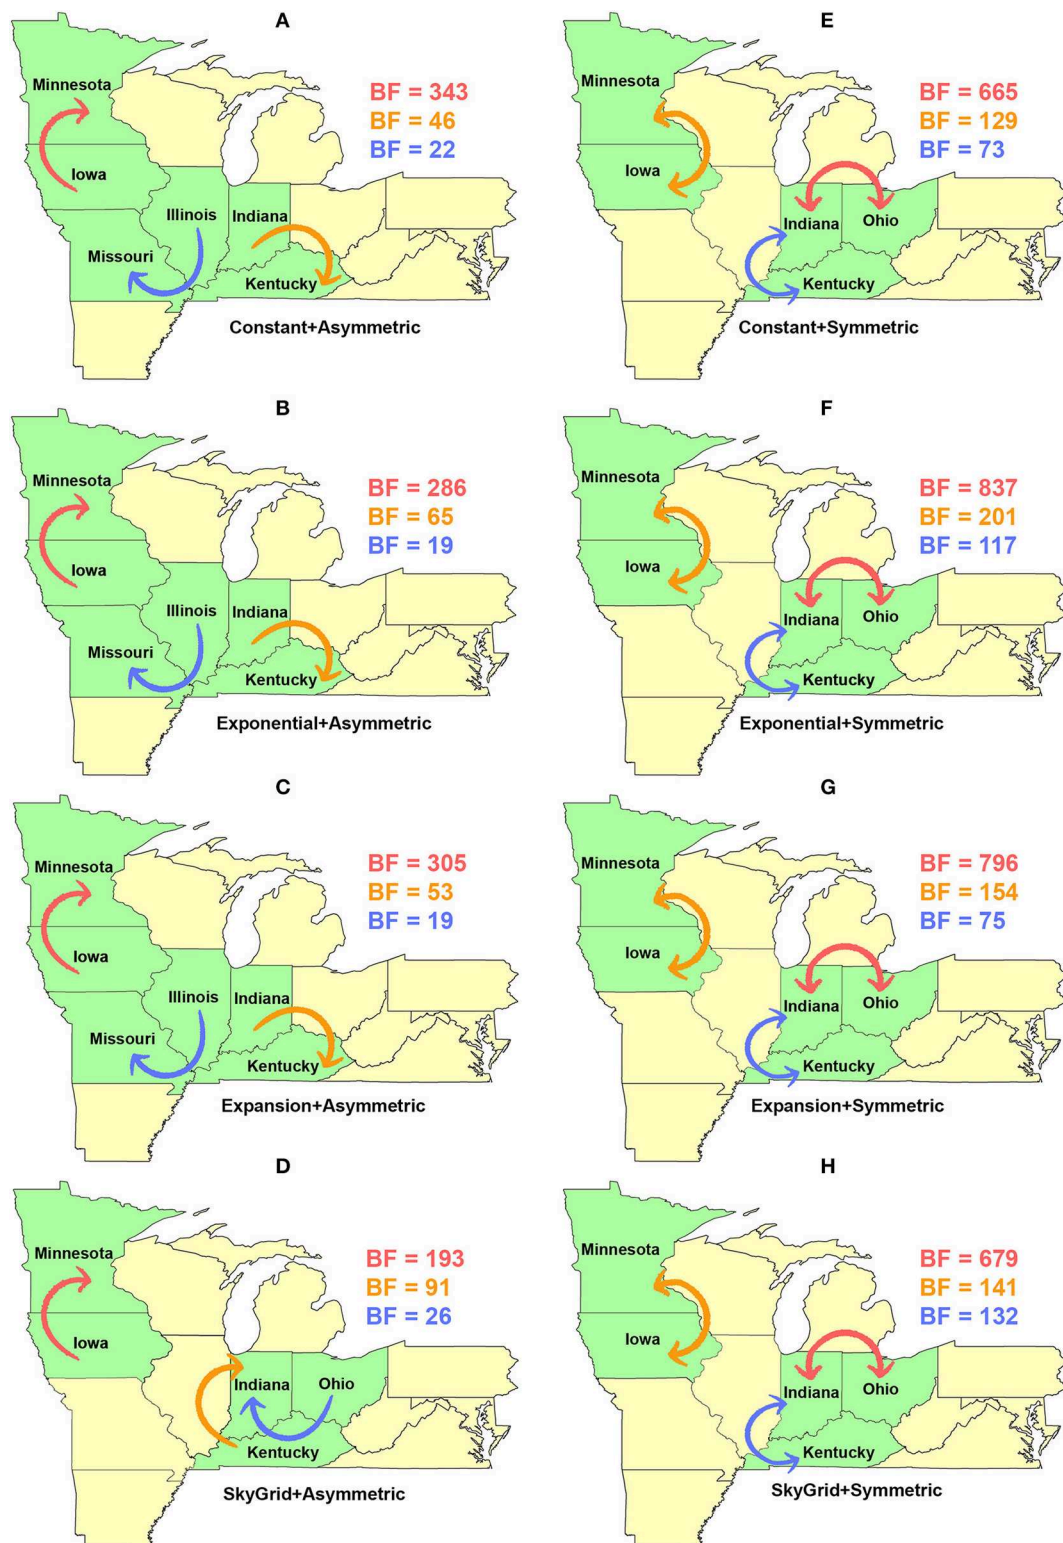 A
Minnesota
BF = 343
BF = 46
BF = 22
Iowa
Illinois
Indiana
Missouri
Kentucky
Constant+Asymmetric
E
Minnesota
BF = 665
BF = 129
BF = 73
Iowa
Indiana
Ohio
Kentucky
Constant+Symmetric
B
Minnesota
BF = 286
BF = 65
BF = 19
Iowa
Illinois
Indiana
Missouri
Kentucky
Exponential+Asymmetric
F
Minnesota
BF = 837
BF = 201
BF = 117
Iowa
Indiana
Ohio
Kentucky
Exponential+Symmetric
C
Minnesota
BF = 305
BF = 53
BF = 19
Iowa
Illinois
Indiana
Missouri
Kentucky
Expansion+Asymmetric
G
Minnesota
BF = 796
BF = 154
BF = 75
Iowa
Indiana
Ohio
Kentucky
Expansion+Symmetric
D
Minnesota
BF = 193
BF = 91
BF = 26
Iowa
Indiana
Ohio
Kentucky
SkyGrid+Asymmetric
H
Minnesota
BF = 679
BF = 141
BF = 132
Iowa
Indiana
Ohio
Kentucky
SkyGrid+Symmetric